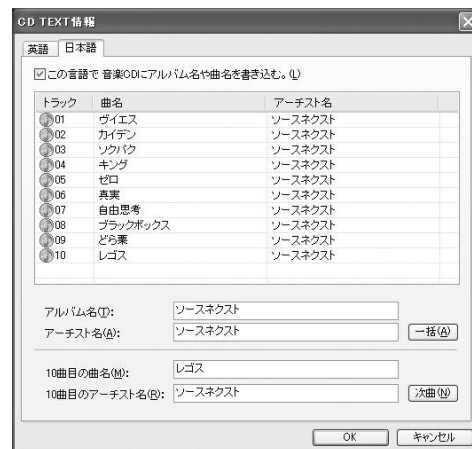 CD TEXT情報
英語 日本語
この言語で 音楽CDにアルバム名や曲名を書き込む。(L)
トラック 曲名 アーチスト名
01 ヴイエス ソースネクスト
02 カイデン ソースネクスト
03 ソクバク ソースネクスト
04 キング ソースネクスト
05 ゼロ ソースネクスト
06 真実 ソースネクスト
07 自由思考 ソースネクスト
08 ブラックボックス ソースネクスト
09 どら栗 ソースネクスト
10 レゴス ソースネクスト
アルバム名(T): ソースネクスト
アーチスト名(A): ソースネクスト 一括(A)
10曲目の曲名(M): レゴス
10曲目のアーチスト名(R): ソースネクスト 次曲(N)
OK キャンセル